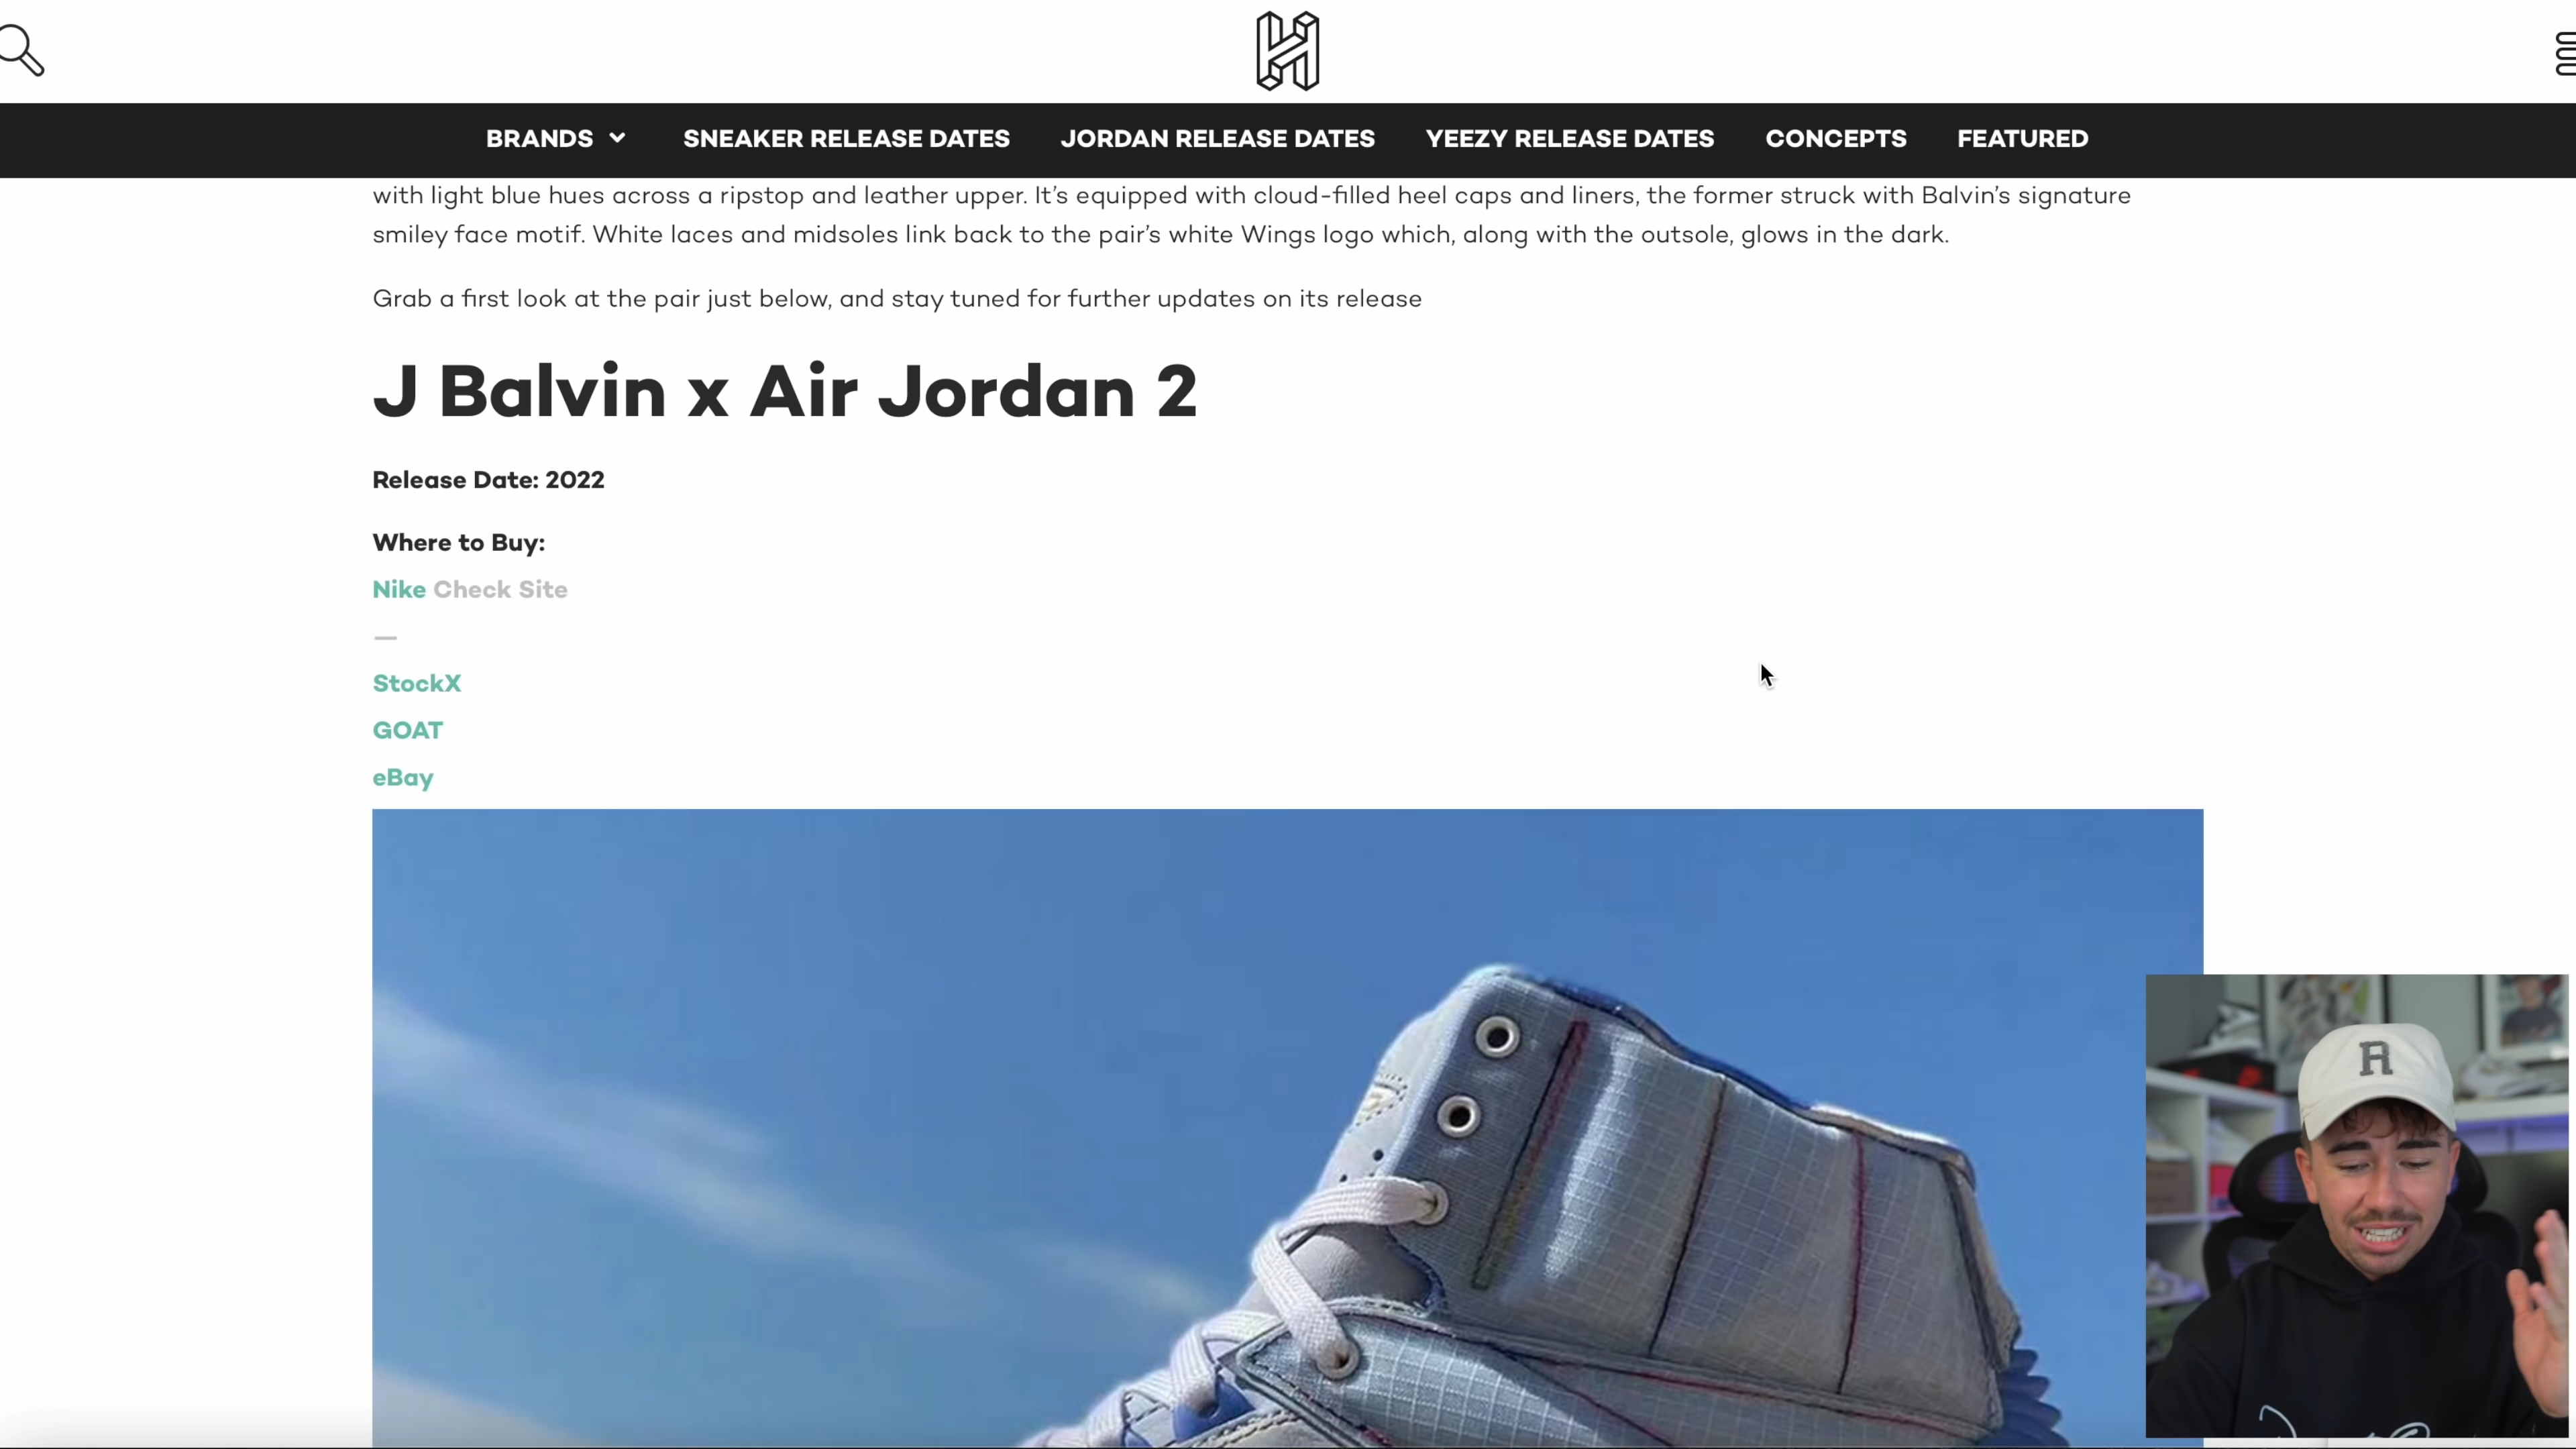 BRANDS SNEAKER RELEASE DATES JORDAN RELEASE DATES YEEZY RELEASE DATES CONCEPTS FEATURED
with light blue hues across a ripstop and leather upper. It’s equipped with cloud-filled heel caps and liners, the former struck with Balvin’s signature
smiley face motif. White laces and midsoles link back to the pair’s white Wings logo which, along with the outsole, glows in the dark.
Grab a first look at the pair just below, and stay tuned for further updates on its release
J Balvin x Air Jordan 2
Release Date: 2022
Where to Buy:
Nike Check Site
—
StockX
GOAT
eBay
R